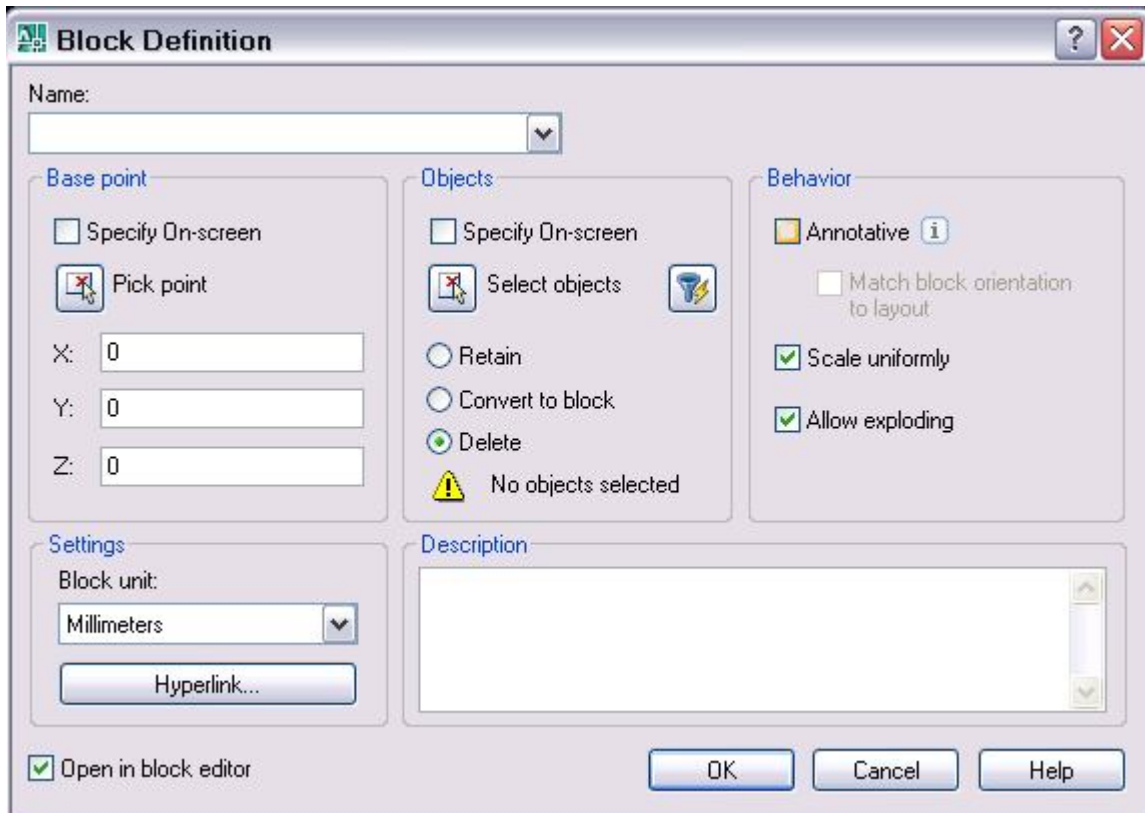 Block Definition
Name:
Base point
Specify On-screen
Pick point
X: 0
Y: 0
Z: 0
Objects
Specify On-screen
Select objects
Retain
Convert to block
Delete
No objects selected
Behavior
Annotative
Match block orientation
to layout
Scale uniformly
Allow exploding
Settings
Block unit:
Millimeters
Hyperlink...
Description
Open in block editor
OK
Cancel
Help